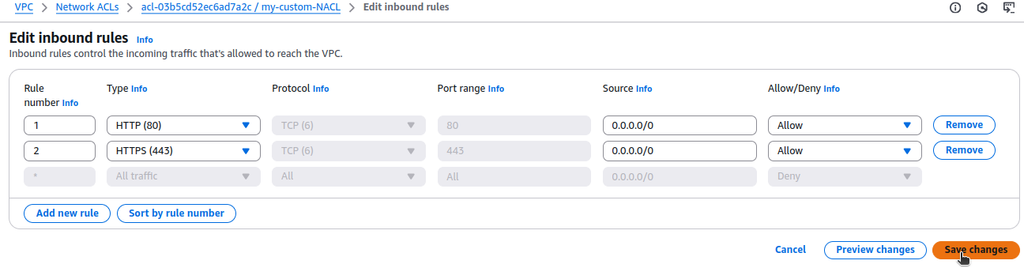 VPC > Network ACLs > acl-03b5cd52ec6ad7a2c / my-custom-NACL > Edit inbound rules
Edit inbound rules Info
Inbound rules control the incoming traffic that's allowed to reach the VPC.
Rule number Info Type Info Protocol Info Port range Info Source Info Allow/Deny Info
1 HTTP (80) TCP (6) 80 0.0.0.0/0 Allow Remove
2 HTTPS (443) TCP (6) 443 0.0.0.0/0 Allow Remove
* All traffic All All 0.0.0.0/0 Deny
Add new rule Sort by rule number
Cancel Preview changes Save changes